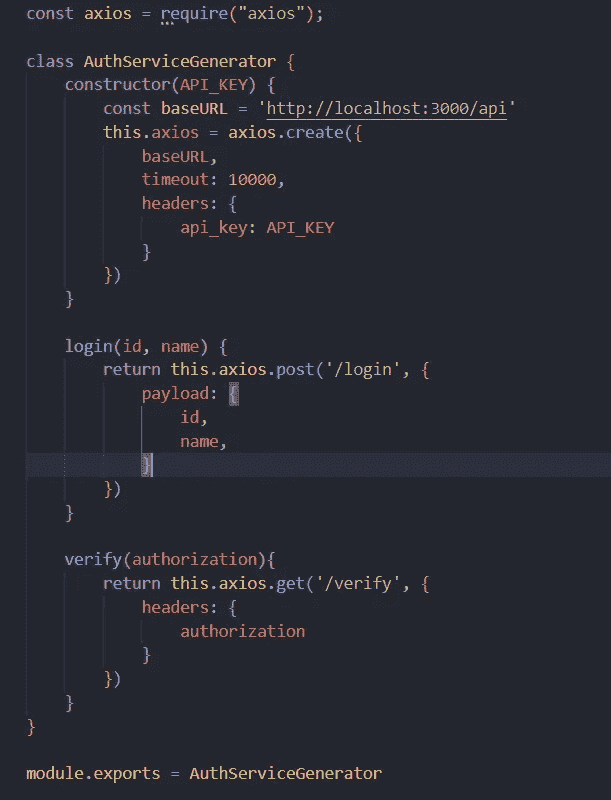 const axios = require("axios");
class AuthServiceGenerator {
constructor(API_KEY) {
const baseURL = 'http://localhost:3000/api'
this.axios = axios.create({
baseURL,
timeout: 10000,
headers: {
api_key: API_KEY
}
})
}
login(id, name) {
return this.axios.post('/login', {
payload: {
id,
name,
}
})
}
verify(authorization){
return this.axios.get('/verify', {
headers: {
authorization
}
})
}
}
module.exports = AuthServiceGenerator